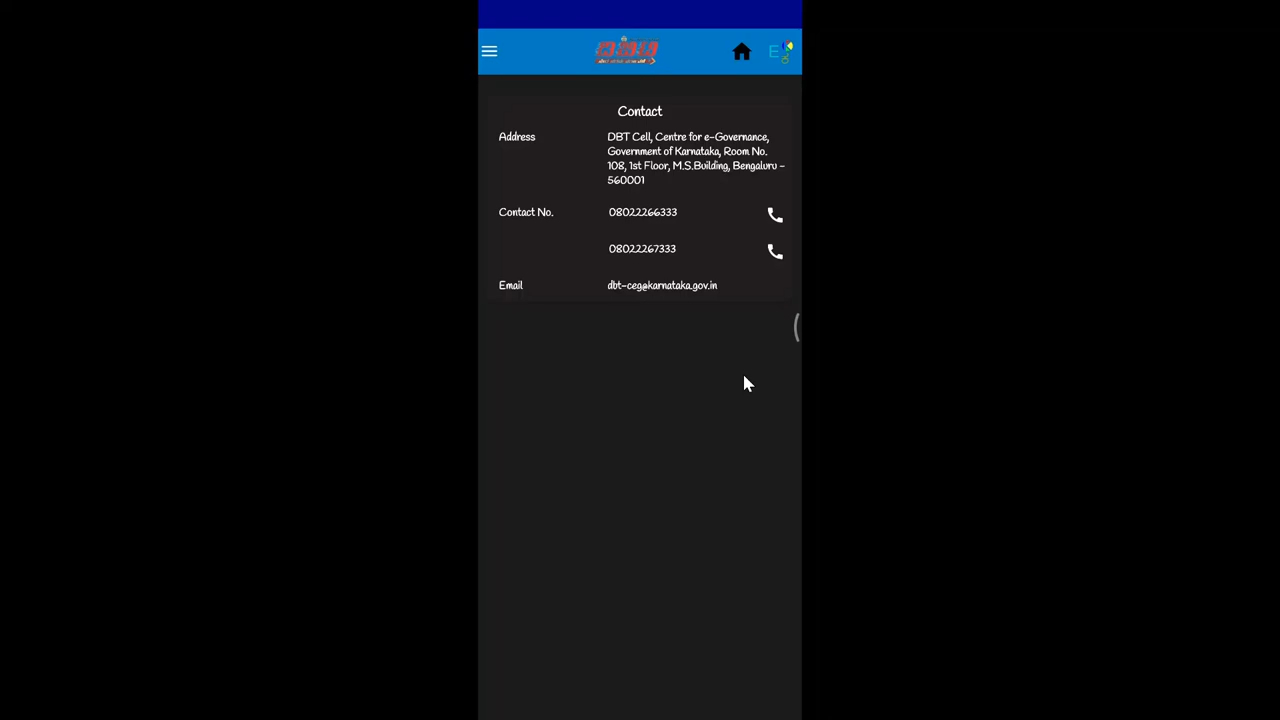 Contact
Address
DBT Cell, Centre for e-Governance,
Government of Karnataka, Room No.
108, 1st Floor, M.S.Building, Bengaluru -
560001
Contact No.
08022266333
08022267333
Email
dbt-ceg@karnataka.gov.in